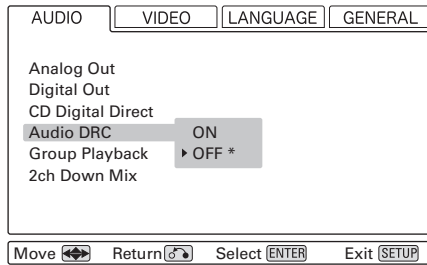 AUDIO VIDEO LANGUAGE GENERAL
Analog Out
Digital Out
CD Digital Direct
Audio DRC ON
Group Playback OFF *
2ch Down Mix
Move Return Select ENTER Exit SETUP